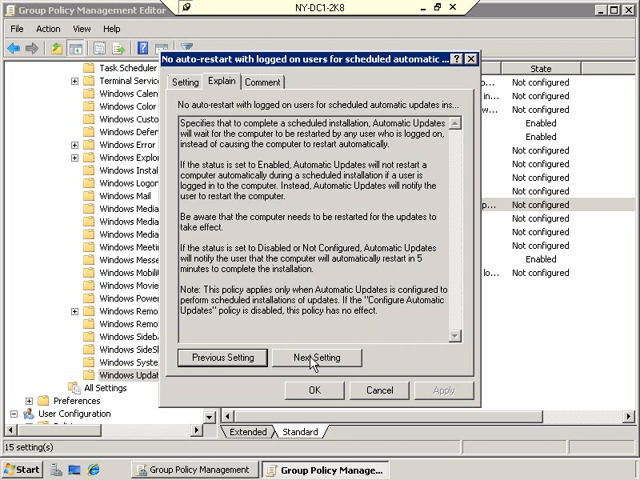 Group Policy Management Editor
NY-DC1-2K8
File Action View Help
No auto-restart with logged on users for scheduled automatic ...
Setting Explain Comment
No auto-restart with logged on users for scheduled automatic updates ins...
Specifies that to complete a scheduled installation, Automatic Updates
will wait for the computer to be restarted by any user who is logged on,
instead of causing the computer to restart automatically.
If the status is set to Enabled, Automatic Updates will not restart a
computer automatically during a scheduled installation if a user is
logged in to the computer. Instead, Automatic Updates will notify the
user to restart the computer.
Be aware that the computer needs to be restarted for the updates to
take effect.
If the status is set to Disabled or Not Configured, Automatic Updates
will notify the user that the computer will automatically restart in 5
minutes to complete the installation.
Note: This policy applies only when Automatic Updates is configured to
perform scheduled installations of updates. If the "Configure Automatic
Updates" policy is disabled, this policy has no effect.
Previous Setting Next Setting
OK Cancel Apply
Task Scheduler
Terminal Servic
Windows Calen
Windows Color
Windows Custo
Windows Defer
Windows Error
Windows Explor
Windows Instal
Windows Logor
Windows Mail
Windows Media
Windows Media
Windows Meetir
Windows Messe
Windows Mobilit
Windows Movie
Windows Power
Windows Remo
Windows Remo
Windows Sideb
Windows SideS
Windows Syste
Windows Updat
All Settings
Preferences
User Configuration
State
Not configured
Not configured
Not configured
Enabled
Enabled
Not configured
Not configured
Not configured
Not configured
Not configured
Not configured
Not configured
Not configured
Enabled
Not configured
Extended Standard
15 setting(s)
Start Group Policy Management Group Policy Manage...